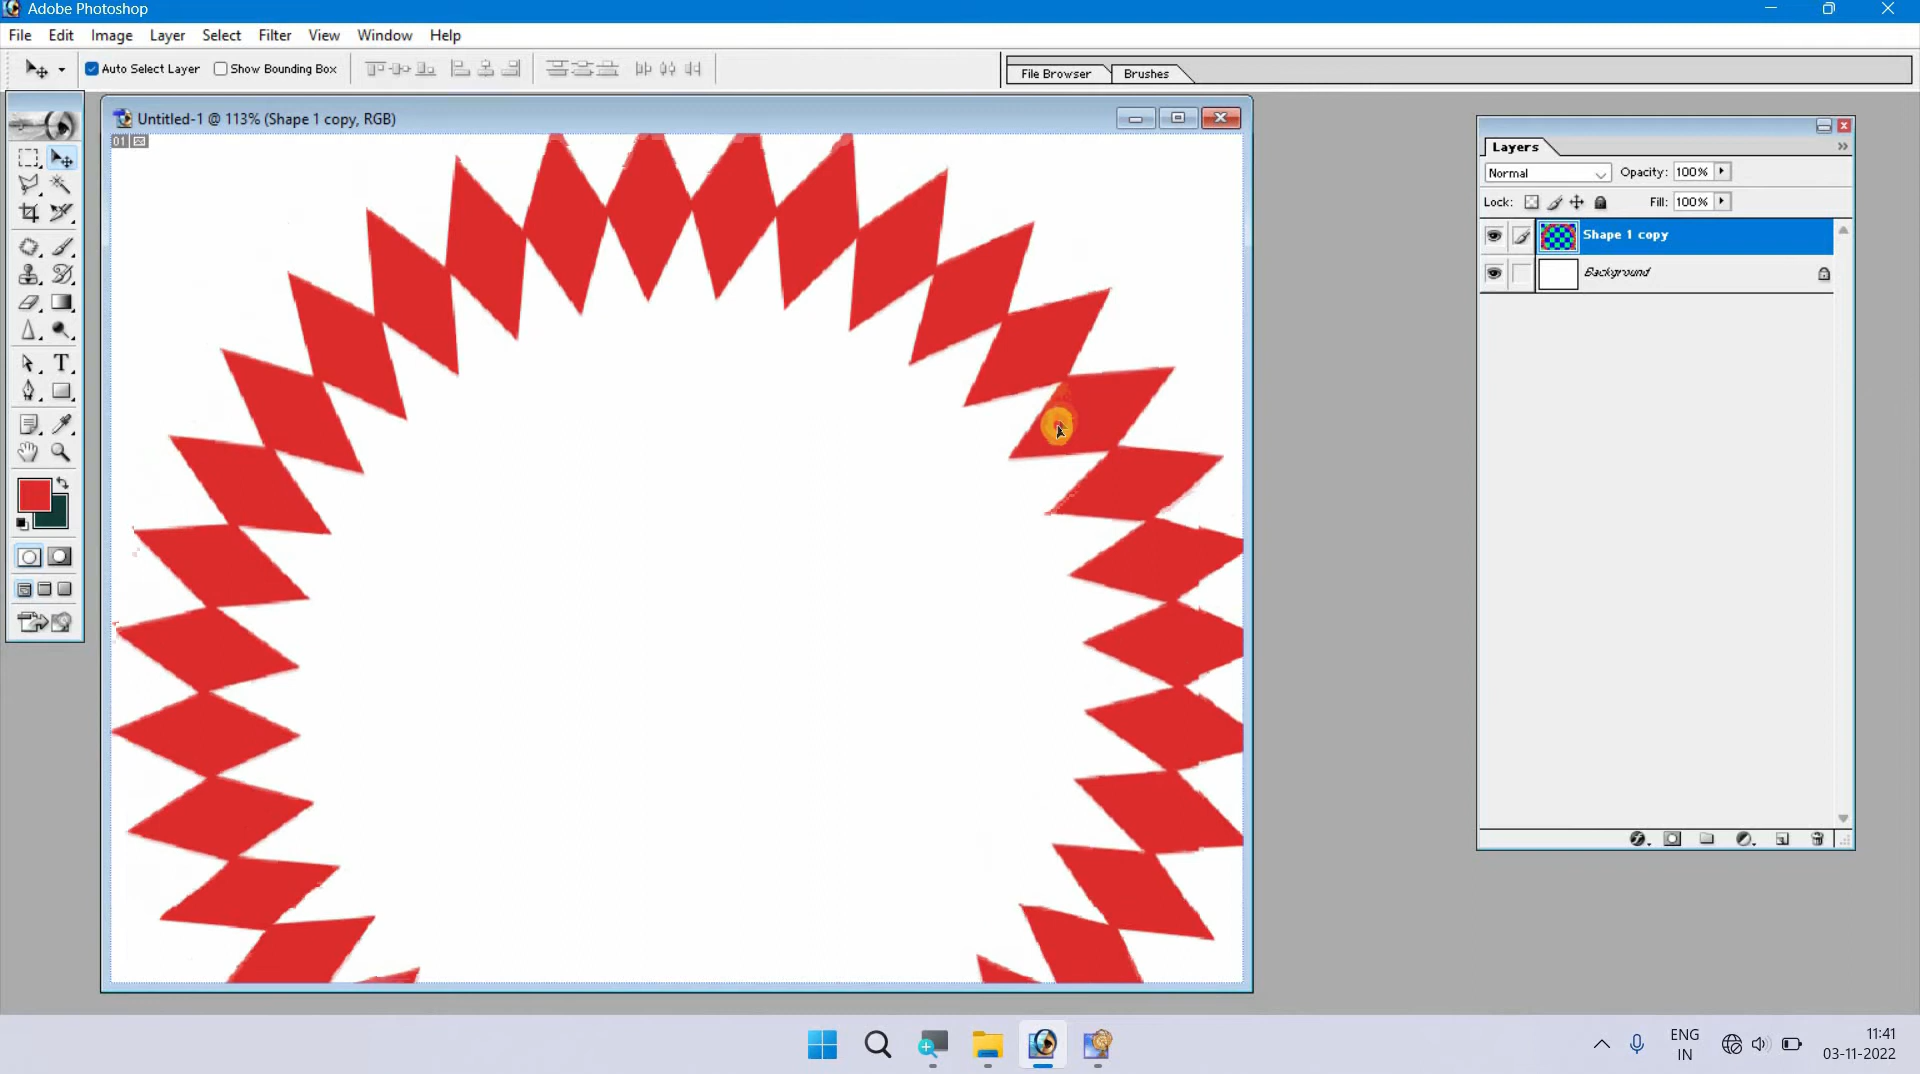 Adobe Photoshop
File Edit Image Layer Select Filter View Window Help
Auto Select Layer Show Bounding Box File Browser Brushes
Untitled-1 @ 113% (Shape 1 copy, RGB)
01
Layers
Normal Opacity: 100%
Lock: Fill: 100%
Shape 1 copy
Background
T
ENG
IN
11:41
03-11-2022